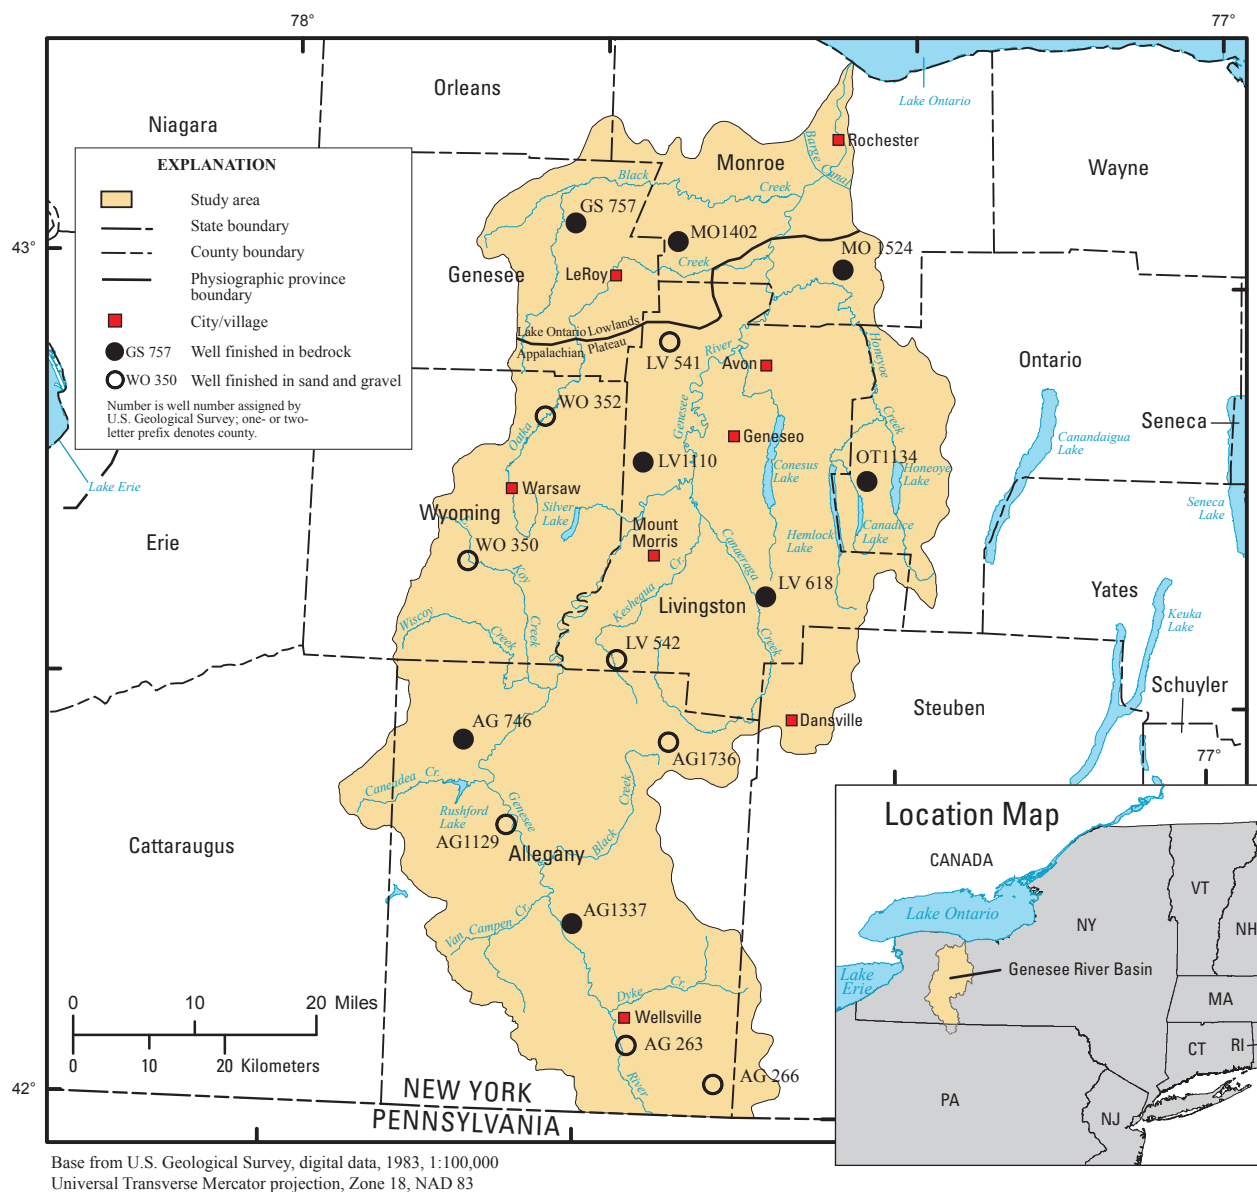 78°
77°
Orleans
Lake Ontario
Niagara
Rochester
Barge Canal
Monroe
Wayne
EXPLANATION
Study area
State boundary
County boundary
Physiographic province
boundary
City/village
GS 757 Well finished in bedrock
WO 350 Well finished in sand and gravel
Number is well number assigned by
U.S. Geological Survey; one- or two-
letter prefix denotes county.
Black Creek
GS 757
MO1402
MO 1524
43°
Genesee
LeRoy
Creek
Lake Ontario Lowlands
Appalachian Plateau
LV 541
River
Avon
Honeyoe
Creek
Ontario
WO 352
Genesee
Geneseo
Seneca
Canandaigua
Lake
Oatka
LV1110
Conesus
Lake
OT1134
Honeoye
Lake
Lake Erie
Warsaw
Silver
Lake
Seneca
Lake
Wyoming
Mount
Morris
Hemlock
Lake
Canadice
Lake
Erie
WO 350
Koy
Creek
Cr.
Keshequa
Canaeraga
Creek
LV 618
Livingston
Yates
Keuka
Lake
Wiscoy
Creek
LV 542
Schuyler
Steuben
AG 746
Dansville
AG1736
77°
Caneadea Cr.
Rushford
Lake
Genesee
Black
Creek
AG1129
Allegany
Cattaraugus
Location Map
CANADA
VT
Lake Ontario
NY
NH
AG1337
Van Campen Cr.
Lake
Erie
Genesee River Basin
MA
0 10 20 Miles
0 10 20 Kilometers
Dyke Cr.
Wellsville
AG 263
CT
RI
River
AG 266
42°
NEW YORK
PENNSYLVANIA
PA
NJ
Base from U.S. Geological Survey, digital data, 1983, 1:100,000
Universal Transverse Mercator projection, Zone 18, NAD 83